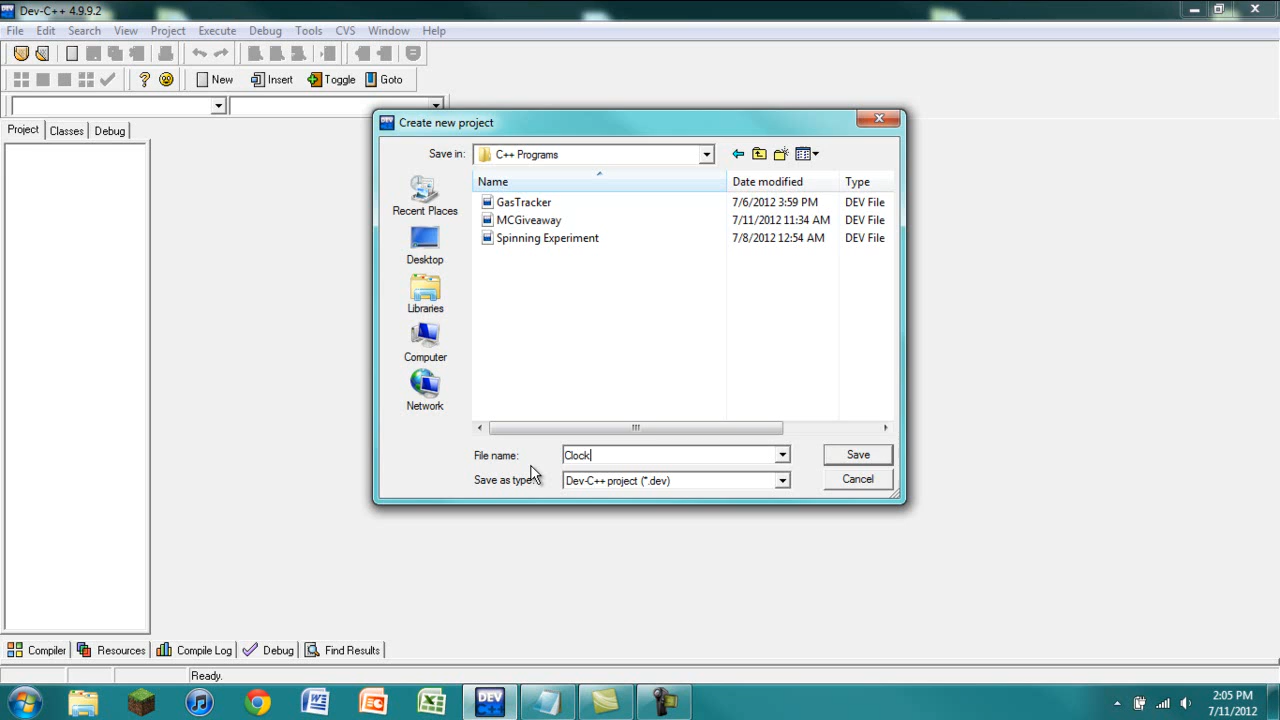 Dev-C++ 4.9.9.2
File Edit Search View Project Execute Debug Tools CVS Window Help
New Insert Toggle Goto
Project Classes Debug
Create new project
Save in: C++ Programs
Name Date modified Type
GasTracker 7/6/2012 3:59 PM DEV File
MCGiveaway 7/11/2012 11:34 AM DEV File
Spinning Experiment 7/8/2012 12:54 AM DEV File
Recent Places
Desktop
Libraries
Computer
Network
File name: Clock Save
Save as type: Dev-C++ project (*.dev) Cancel
Compiler Resources Compile Log Debug Find Results
Ready.
DEV C++
2:05 PM
7/11/2012